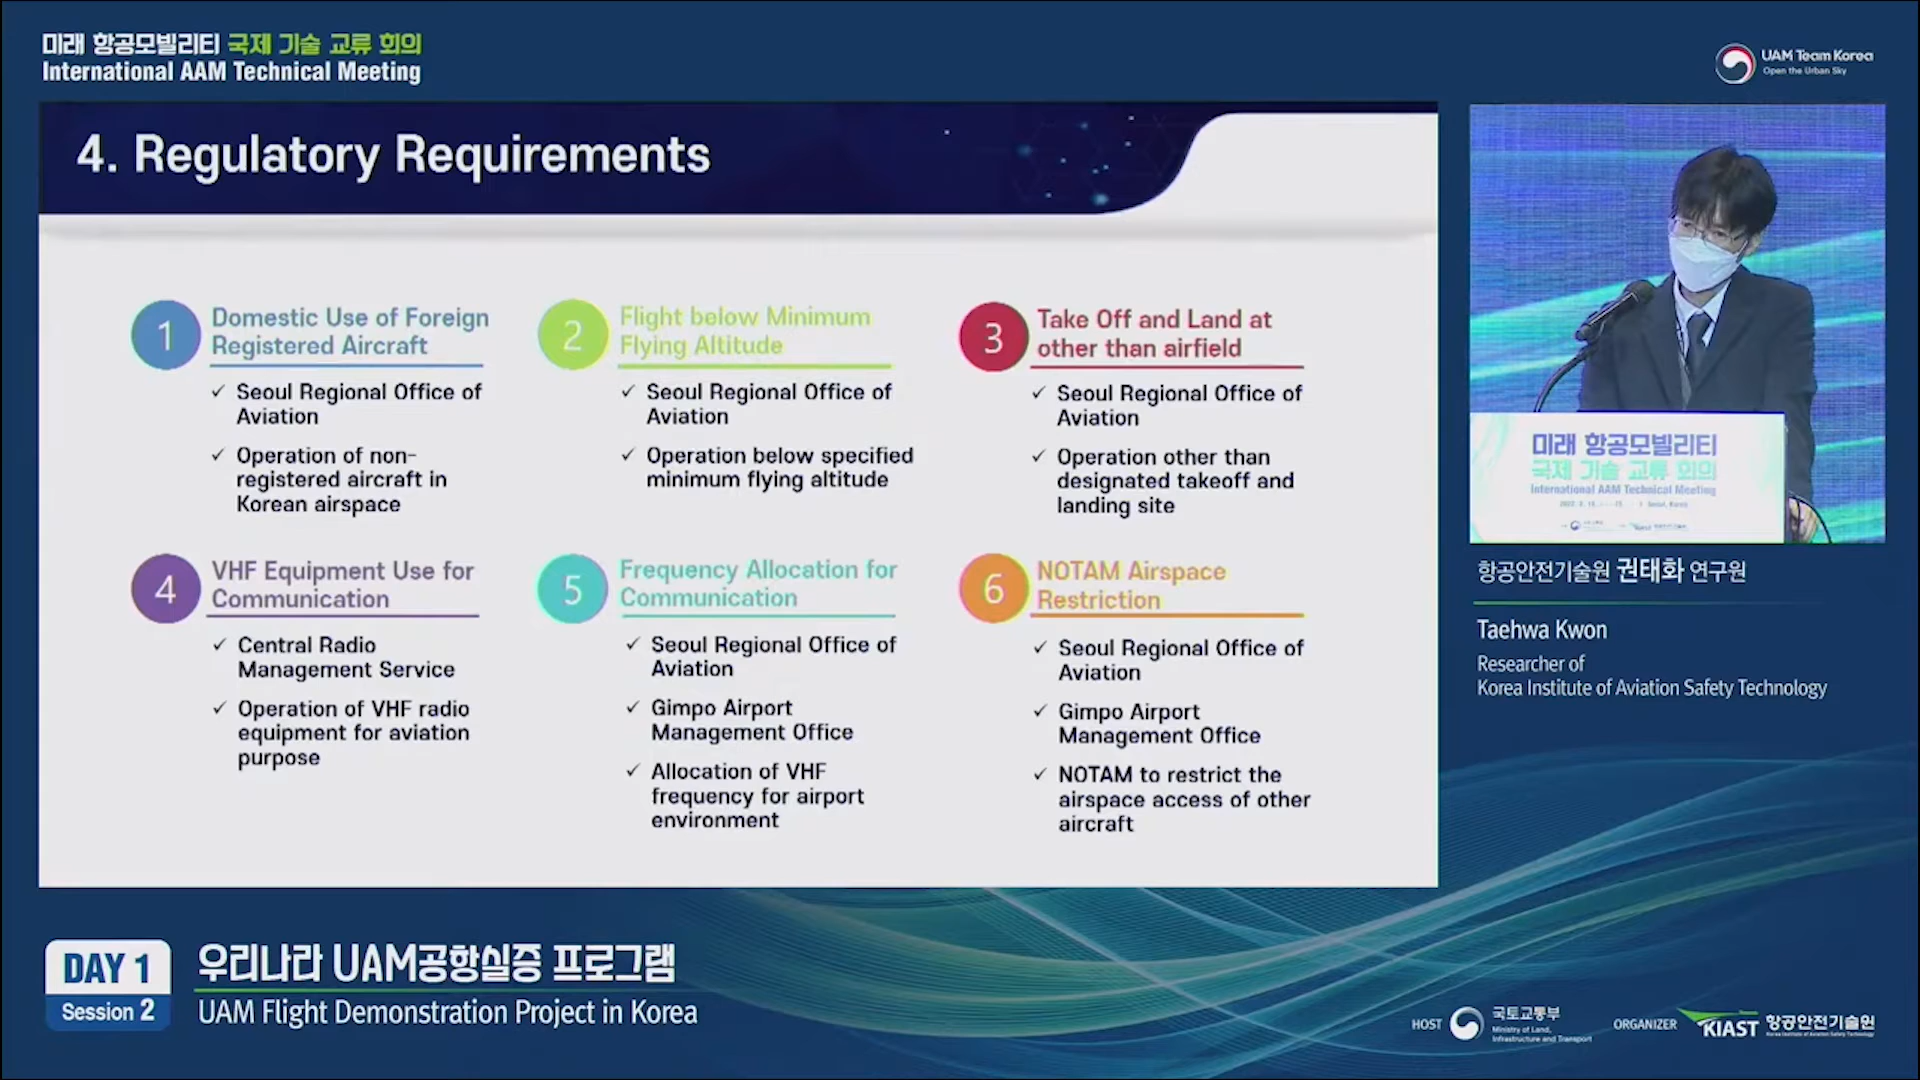 미래 항공모빌리티 국제 기술 교류 회의
International AAM Technical Meeting
UAM Team Korea
Open the Urban Sky
4. Regulatory Requirements
1
Domestic Use of Foreign
Registered Aircraft
✓ Seoul Regional Office of
Aviation
✓ Operation of non-
registered aircraft in
Korean airspace
2
Flight below Minimum
Flying Altitude
✓ Seoul Regional Office of
Aviation
✓ Operation below specified
minimum flying altitude
3
Take Off and Land at
other than airfield
✓ Seoul Regional Office of
Aviation
✓ Operation other than
designated takeoff and
landing site
4
VHF Equipment Use for
Communication
✓ Central Radio
Management Service
✓ Operation of VHF radio
equipment for aviation
purpose
5
Frequency Allocation for
Communication
✓ Seoul Regional Office of
Aviation
✓ Gimpo Airport
Management Office
✓ Allocation of VHF
frequency for airport
environment
6
NOTAM Airspace
Restriction
✓ Seoul Regional Office of
Aviation
✓ Gimpo Airport
Management Office
✓ NOTAM to restrict the
airspace access of other
aircraft
미래 항공모빌리티
국제 기술 교류 회의
International AAM Technical Meeting
항공안전기술원 권태화 연구원
Taehwa Kwon
Researcher of
Korea Institute of Aviation Safety Technology
DAY 1
Session 2
우리나라 UAM공항실증 프로그램
UAM Flight Demonstration Project in Korea
HOST
국토교통부
Ministry of Land,
Infrastructure and Transport
ORGANIZER
KIAST
항공안전기술원
Korea Institute of Aviation Safety Technology